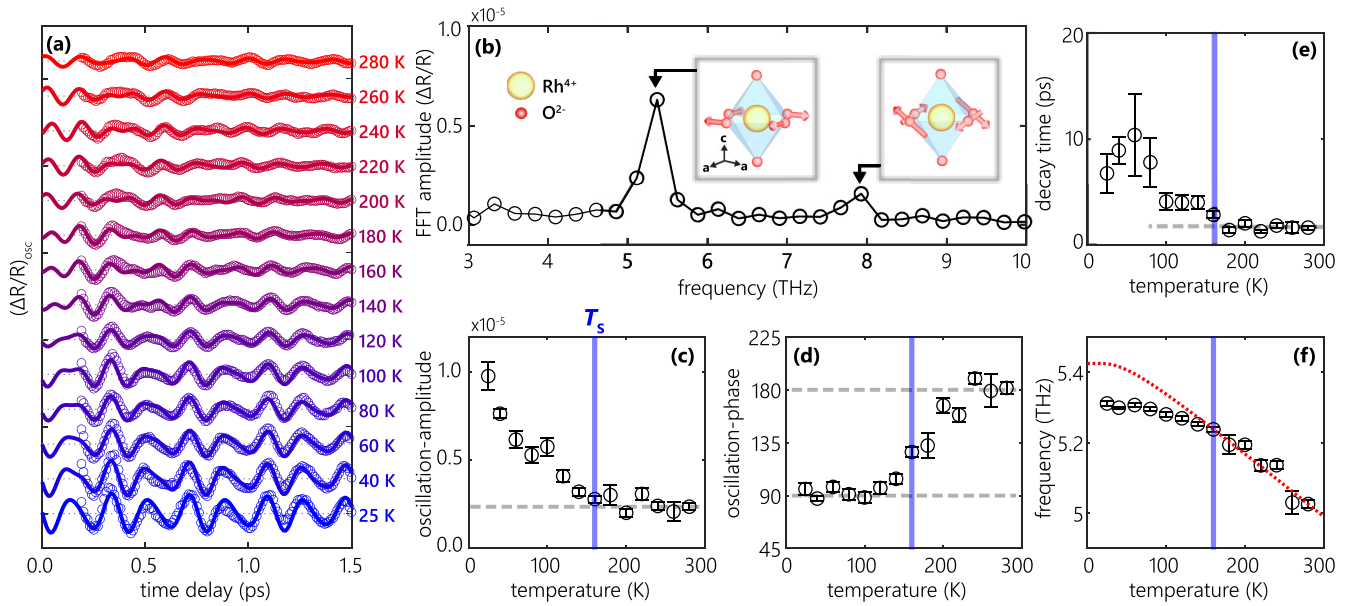 (a)
280 K
260 K
240 K
220 K
200 K
180 K
160 K
140 K
120 K
100 K
80 K
60 K
40 K
25 K
(ΔR/R)osc
0.0 0.5 1.0 1.5
time delay (ps)
x10⁻⁵
(b)
Rh⁴⁺
O²⁻
c
a a
FFT amplitude (ΔR/R)
1.0
0.5
0.0
3 4 5 6 7 8 9 10
frequency (THz)
x10⁻⁵
Ts
(c)
oscillation-amplitude
1.0
0.5
0.0
0 100 200 300
temperature (K)
(d)
oscillation-phase
225
180
135
90
45
0 100 200 300
temperature (K)
(e)
decay time (ps)
20
10
0
0 100 200 300
temperature (K)
(f)
frequency (THz)
5.4
5.2
5
0 100 200 300
temperature (K)